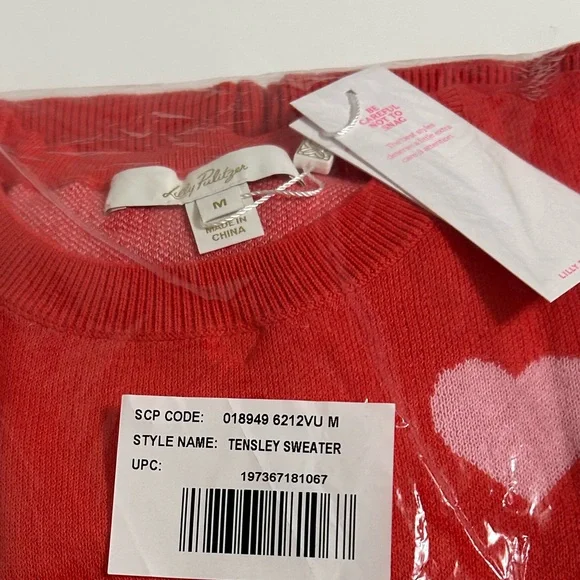 BE
CAREFUL
NOT TO
SNAG
Lilly Pulitzer
M
MADE IN
CHINA
LILLY
SCP CODE: 018949 6212VU M
STYLE NAME: TENSLEY SWEATER
UPC:
197367181067